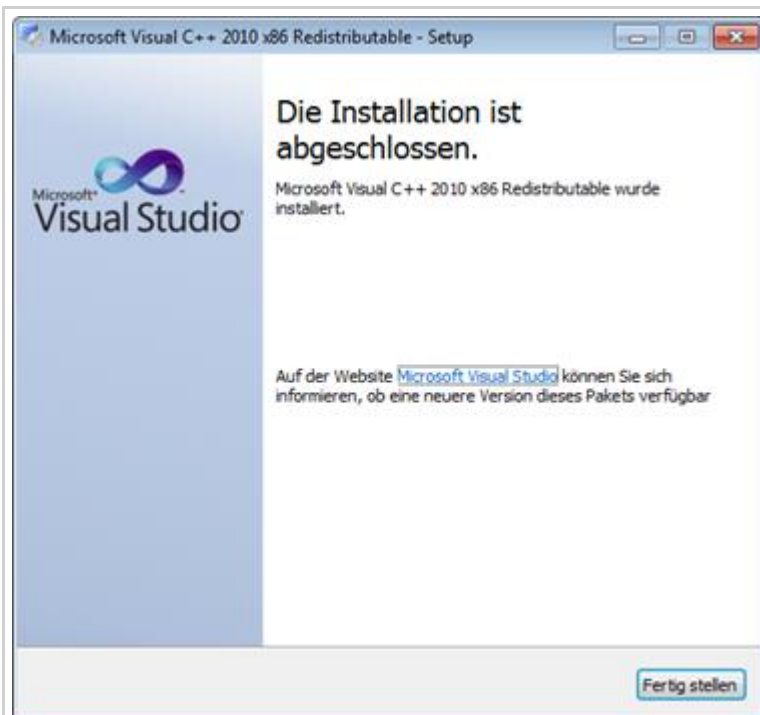 Microsoft Visual C++ 2010 x86 Redistributable - Setup
Die Installation ist
abgeschlossen.
Microsoft Visual C++ 2010 x86 Redistributable wurde
installiert.
Microsoft
Visual Studio
Auf der Website Microsoft Visual Studio können Sie sich
informieren, ob eine neuere Version dieses Pakets verfügbar
Fertig stellen